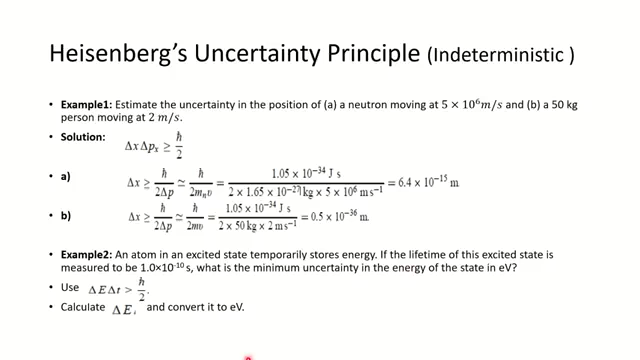 Heisenberg's Uncertainty Principle (Indeterministic )
• Example1: Estimate the uncertainty in the position of (a) a neutron moving at 5 × 10⁶m/s and (b) a 50 kg
person moving at 2 m/s.
• Solution:
Δx Δpₓ ≥ ħ/2
• a) Δx ≥ ħ/2Δp ≃ ħ/2mₙv = 1.05 × 10⁻³⁴ J s / 2 × 1.65 × 10⁻²⁷ kg × 5 × 10⁶ m s⁻¹ = 6.4 × 10⁻¹⁵ m
• b) Δx ≥ ħ/2Δp ≃ ħ/2mv = 1.05 × 10⁻³⁴ J s / 2 × 50 kg × 2 m s⁻¹ = 0.5 × 10⁻³⁶ m.
• Example2: An atom in an excited state temporarily stores energy. If the lifetime of this excited state is
measured to be 1.0×10⁻¹⁰ s, what is the minimum uncertainty in the energy of the state in eV?
• Use ΔEΔt > ħ/2.
• Calculate ΔE, and convert it to eV.